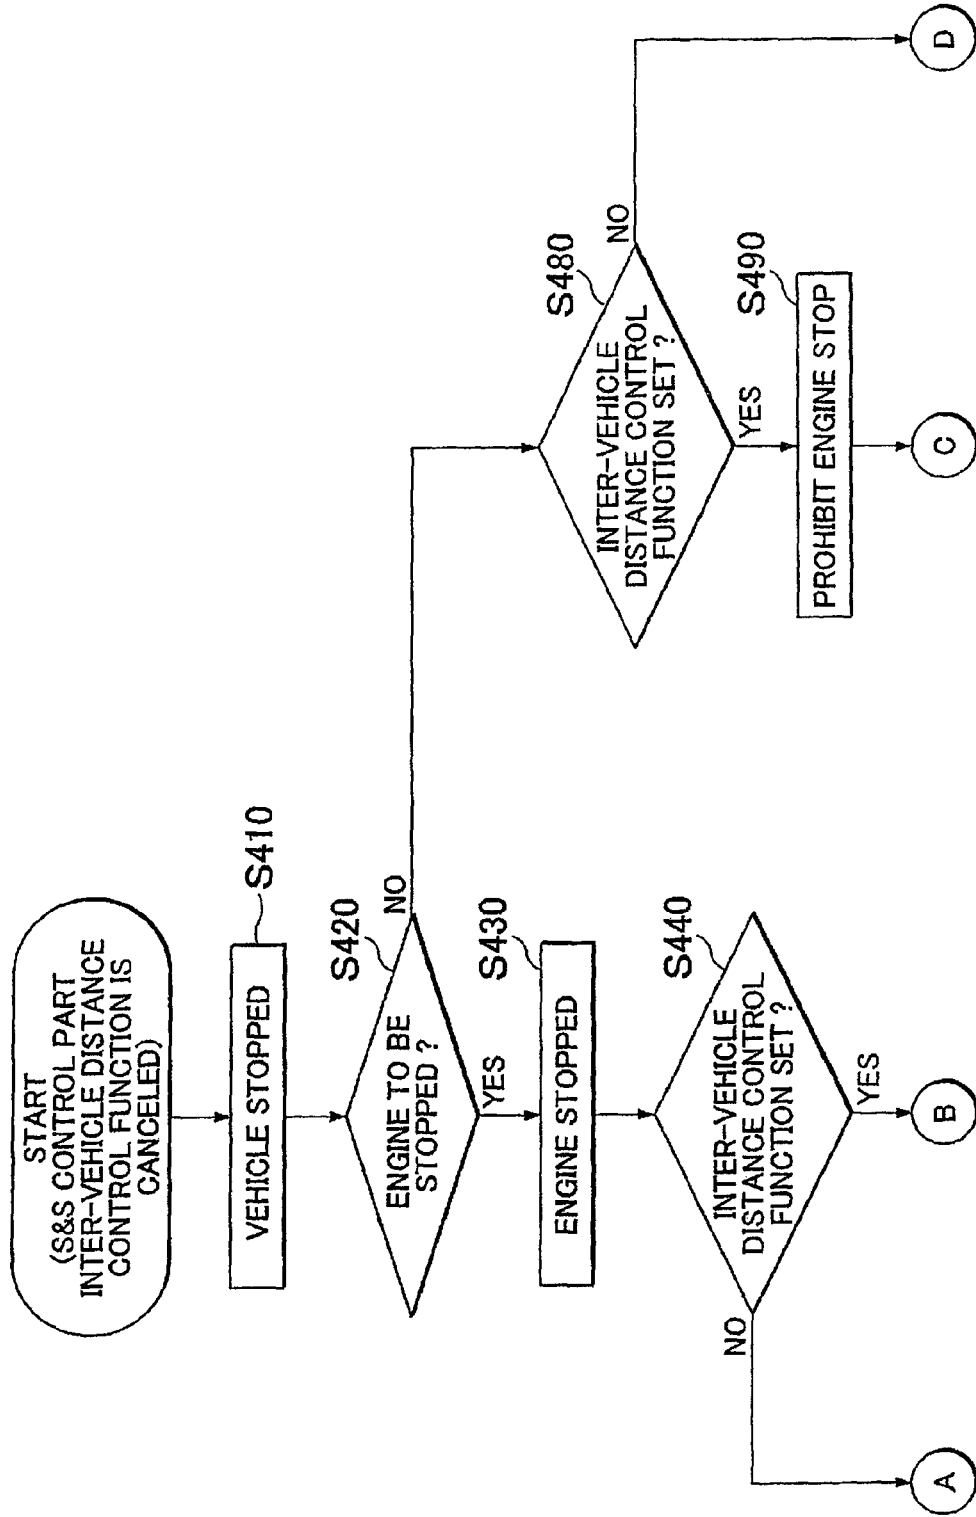 START
(S&S CONTROL PART
INTER-VEHICLE DISTANCE
CONTROL FUNCTION IS
CANCELED)
VEHICLE STOPPED
S410
ENGINE TO BE
STOPPED ?
S420
NO
YES
ENGINE STOPPED
S430
INTER-VEHICLE
DISTANCE CONTROL
FUNCTION SET ?
S440
NO
YES
A
B
INTER-VEHICLE
DISTANCE CONTROL
FUNCTION SET ?
S480
NO
YES
PROHIBIT ENGINE STOP
S490
C
D